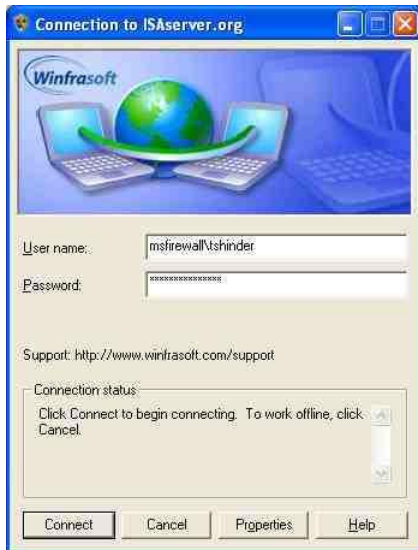 Connection to ISAserver.org
Winfrasoft
User name: msfirewall\tshinder
Password: ***************
Support: http://www.winfrasoft.com/support
Connection status
Click Connect to begin connecting. To work offline, click
Cancel.
Connect Cancel Properties Help